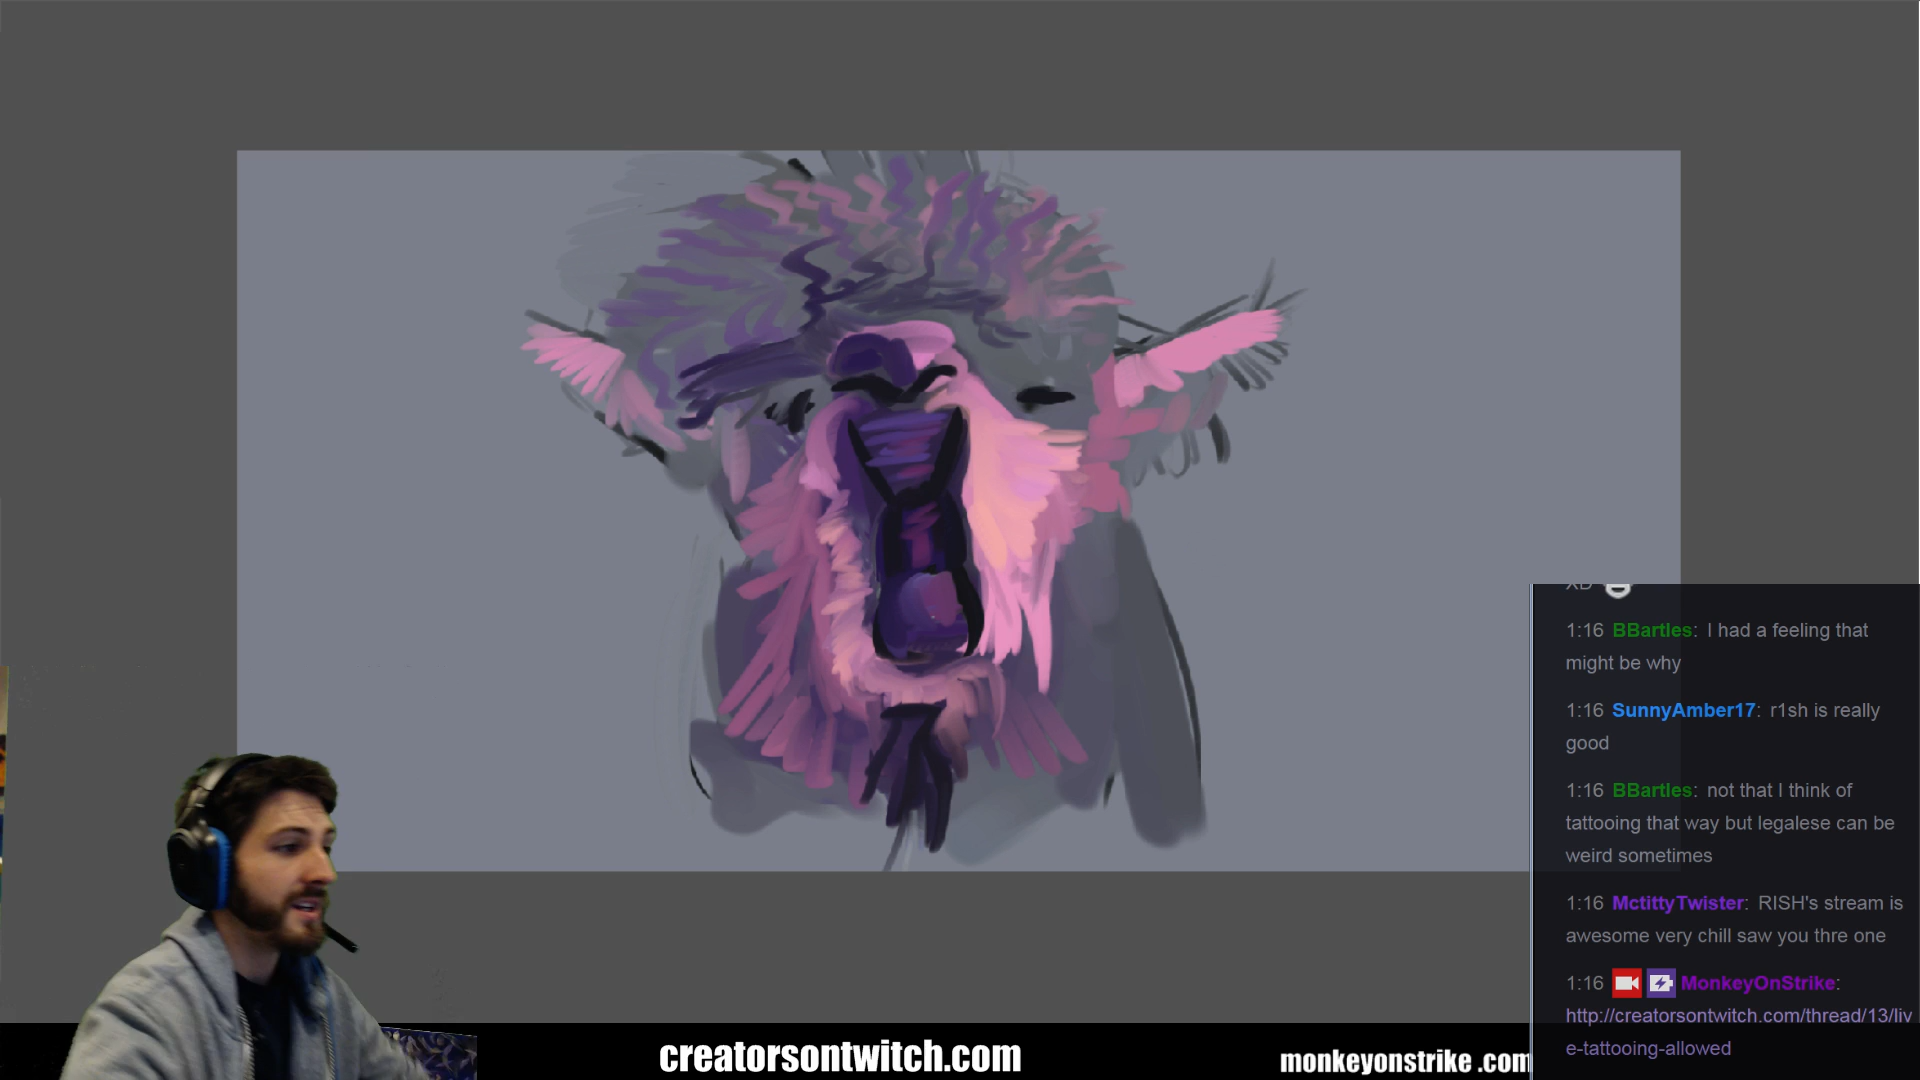 XD
1:16 BBartles: I had a feeling that
might be why
1:16 SunnyAmber17: r1sh is really
good
1:16 BBartles: not that I think of
tattooing that way but legalese can be
weird sometimes
1:16 MctittyTwister: RISH's stream is
awesome very chill saw you thre one
1:16 MonkeyOnStrike:
http://creatorsontwitch.com/thread/13/liv
e-tattooing-allowed
creatorsontwitch.com
monkeyonstrike .com